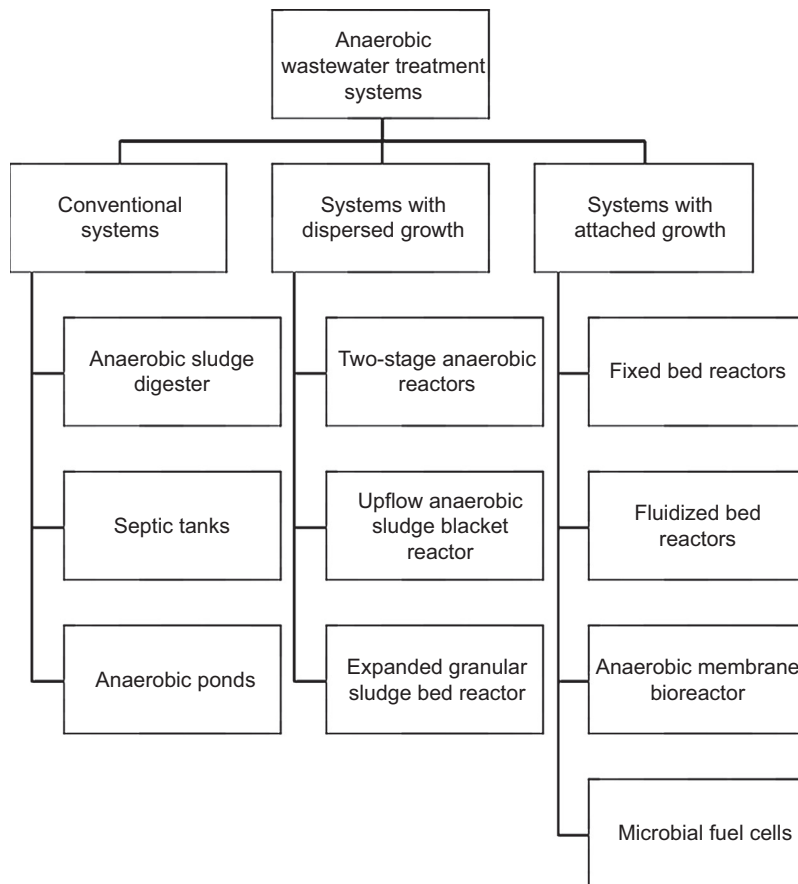 Anaerobic
wastewater treatment
systems
Conventional
systems
Systems with
dispersed growth
Systems with
attached growth
Anaerobic sludge
digester
Two-stage anaerobic
reactors
Fixed bed reactors
Septic tanks
Upflow anaerobic
sludge blacket
reactor
Fluidized bed
reactors
Anaerobic ponds
Expanded granular
sludge bed reactor
Anaerobic membrane
bioreactor
Microbial fuel cells